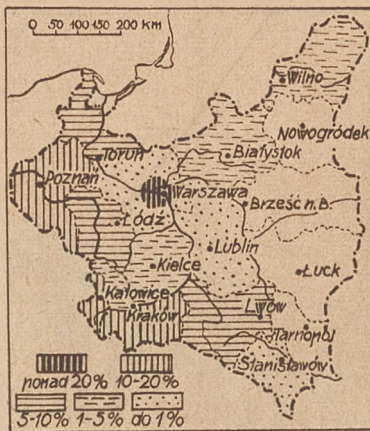 0 50 100 150 200 km
Wilno
Nowogródek
Toruń
Białystok
Poznań
Warszawa
Brześć n.B.
Łódź
Lublin
Kielce
Łuck
Katowice
Lwów
Kraków
Tarnopol
Stanisławów
ponad 20% 10-20%
5-10% 1-5% do 1%